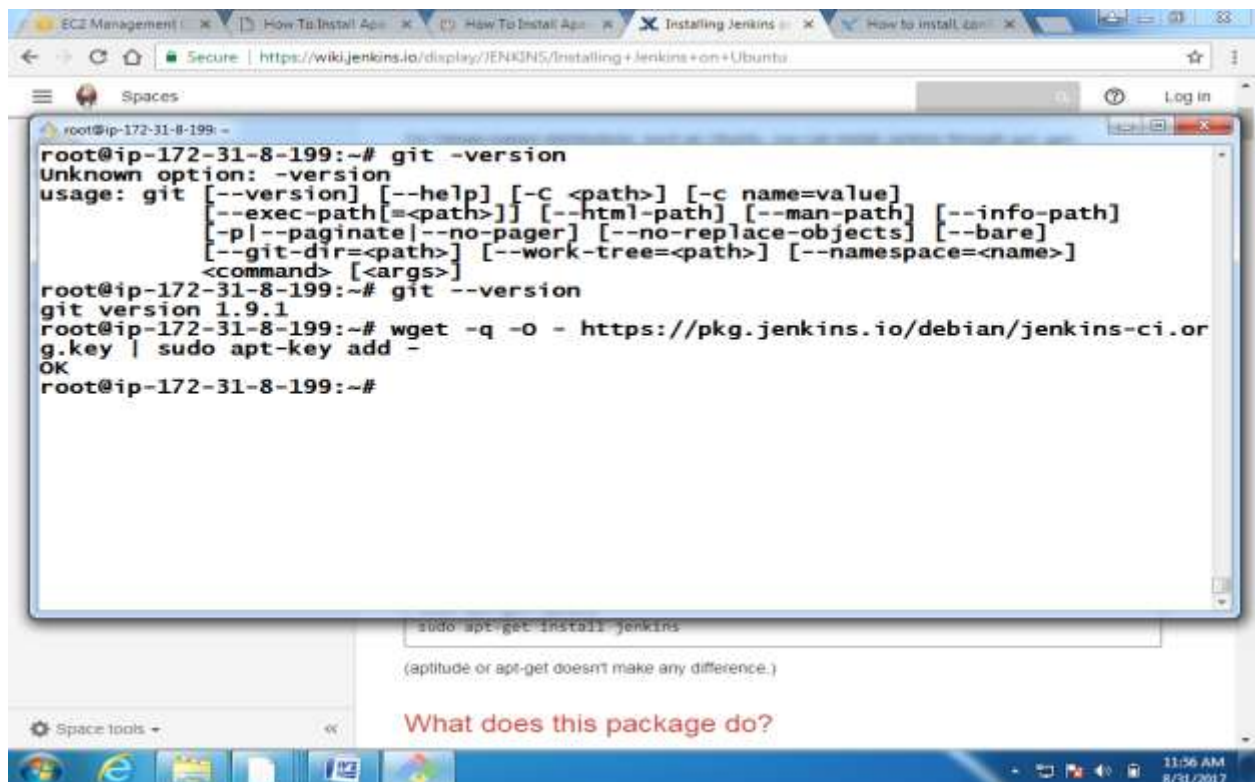 EC2 Management
How To Install Apa
How To Install Apa
Installing Jenkins
How to install, con
Secure | https://wiki.jenkins.io/display/JENKINS/Installing+Jenkins+on+Ubuntu
Spaces
Log in
root@ip-172-31-8-199: ~
root@ip-172-31-8-199:~# git -version
Unknown option: -version
usage: git [--version] [--help] [-C <path>] [-c name=value]
[--exec-path[=<path>]] [--html-path] [--man-path] [--info-path]
[-p|--paginate|--no-pager] [--no-replace-objects] [--bare]
[--git-dir=<path>] [--work-tree=<path>] [--namespace=<name>]
<command> [<args>]
root@ip-172-31-8-199:~# git --version
git version 1.9.1
root@ip-172-31-8-199:~# wget -q -O - https://pkg.jenkins.io/debian/jenkins-ci.or
g.key | sudo apt-key add -
OK
root@ip-172-31-8-199:~#
sudo apt-get install jenkins
(aptitude or apt-get doesn't make any difference.)
What does this package do?
Space tools
11:56 AM
8/31/2017